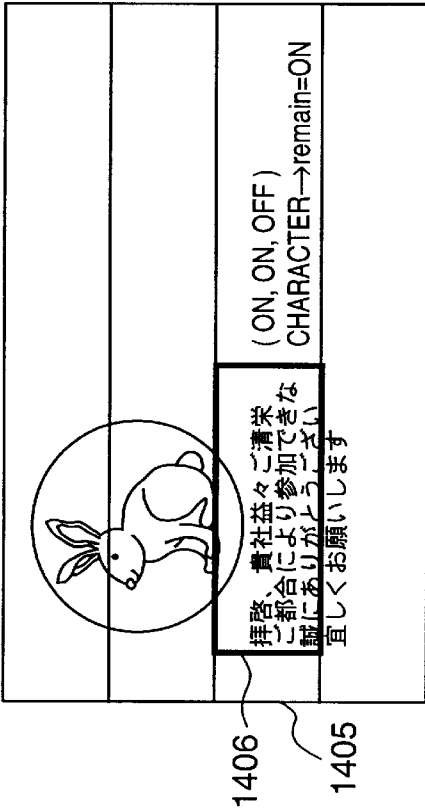 (ON, ON, OFF)
CHARACTER→remain=ON
拝啓、貴社益々ご清栄
ご都合により参加できな
誠にありがとうござい
宜しくお願いします
1406
1405